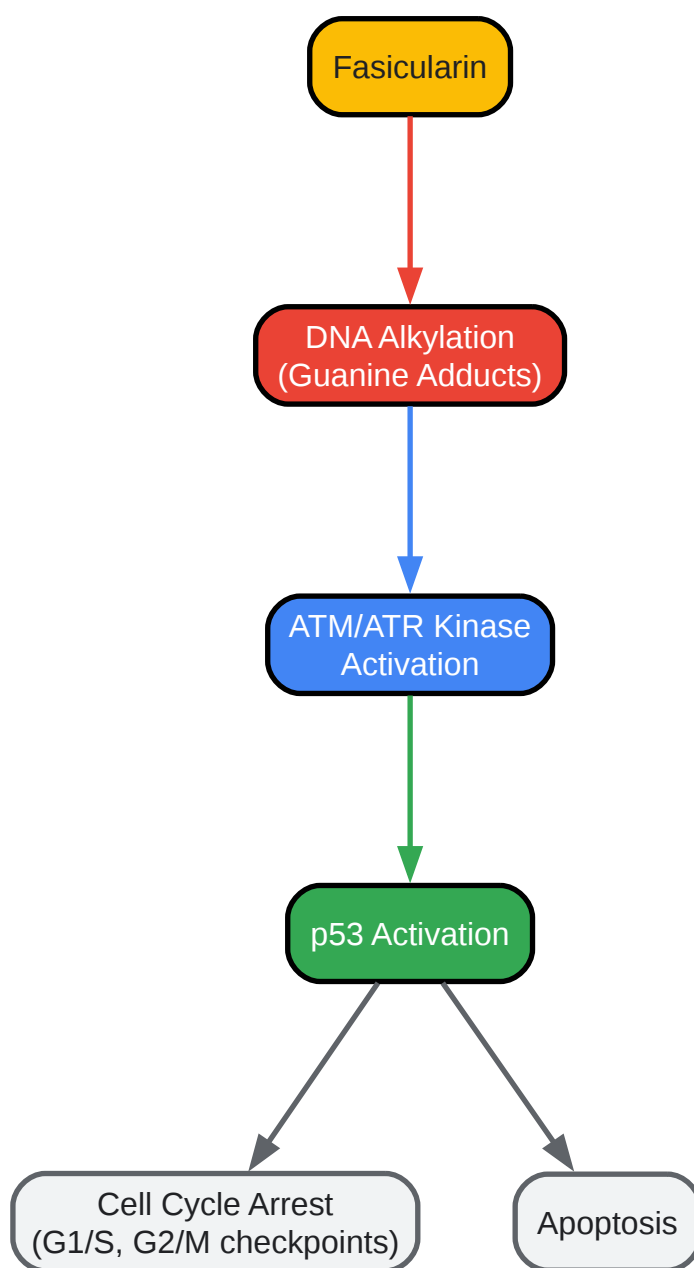 Fasicularin
DNA Alkylation
(Guanine Adducts)
ATM/ATR Kinase
Activation
p53 Activation
Cell Cycle Arrest
(G1/S, G2/M checkpoints)
Apoptosis